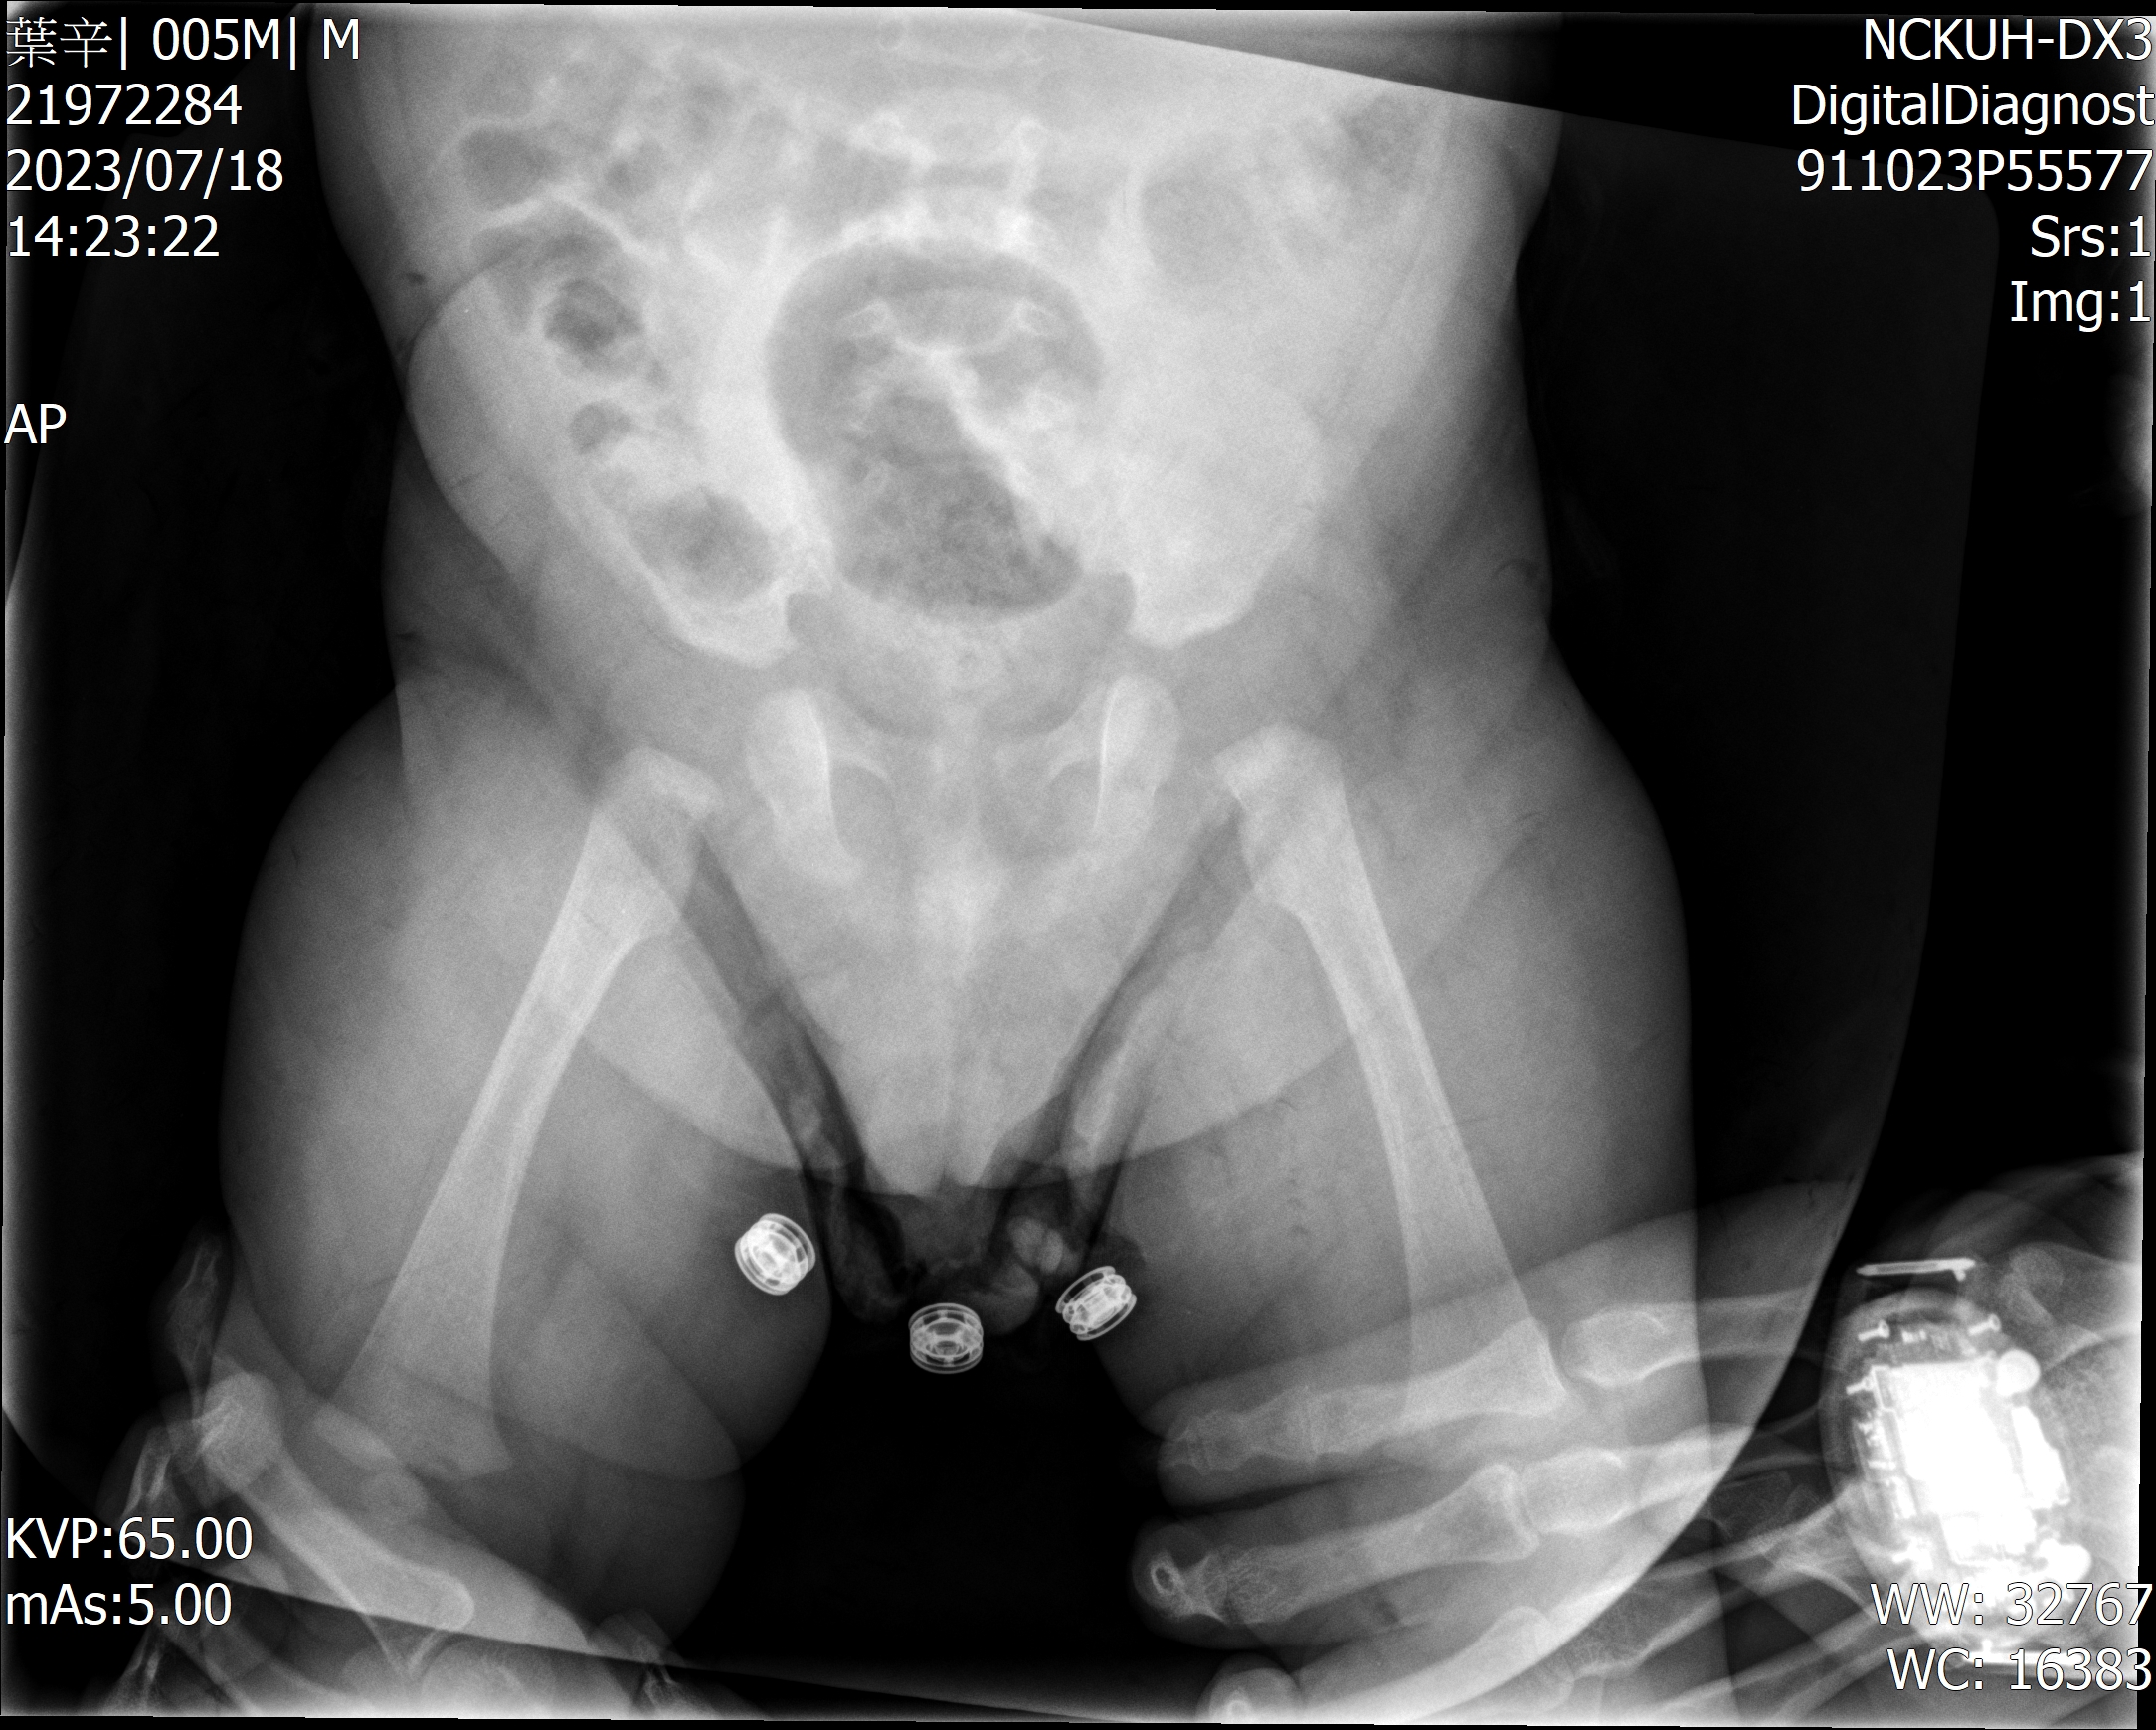 葉辛| 005M| M
21972284
2023/07/18
14:23:22
AP
KVP:65.00
mAs:5.00
NCKUH-DX3
DigitalDiagnost
911023P55577
Srs:1
Img:1
WW: 32767
WC: 16383